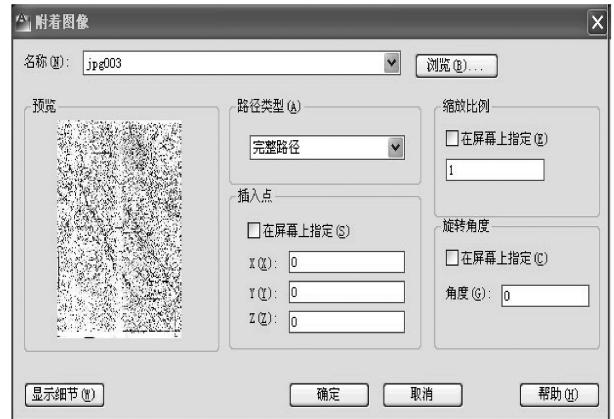 附着图像
名称(N): jpg003 浏览(B)...
预览
路径类型(A)
完整路径
缩放比例
在屏幕上指定(E)
1
插入点
在屏幕上指定(S)
X(X): 0
Y(Y): 0
Z(Z): 0
旋转角度
在屏幕上指定(C)
角度(G): 0
显示细节(W) 确定 取消 帮助(H)